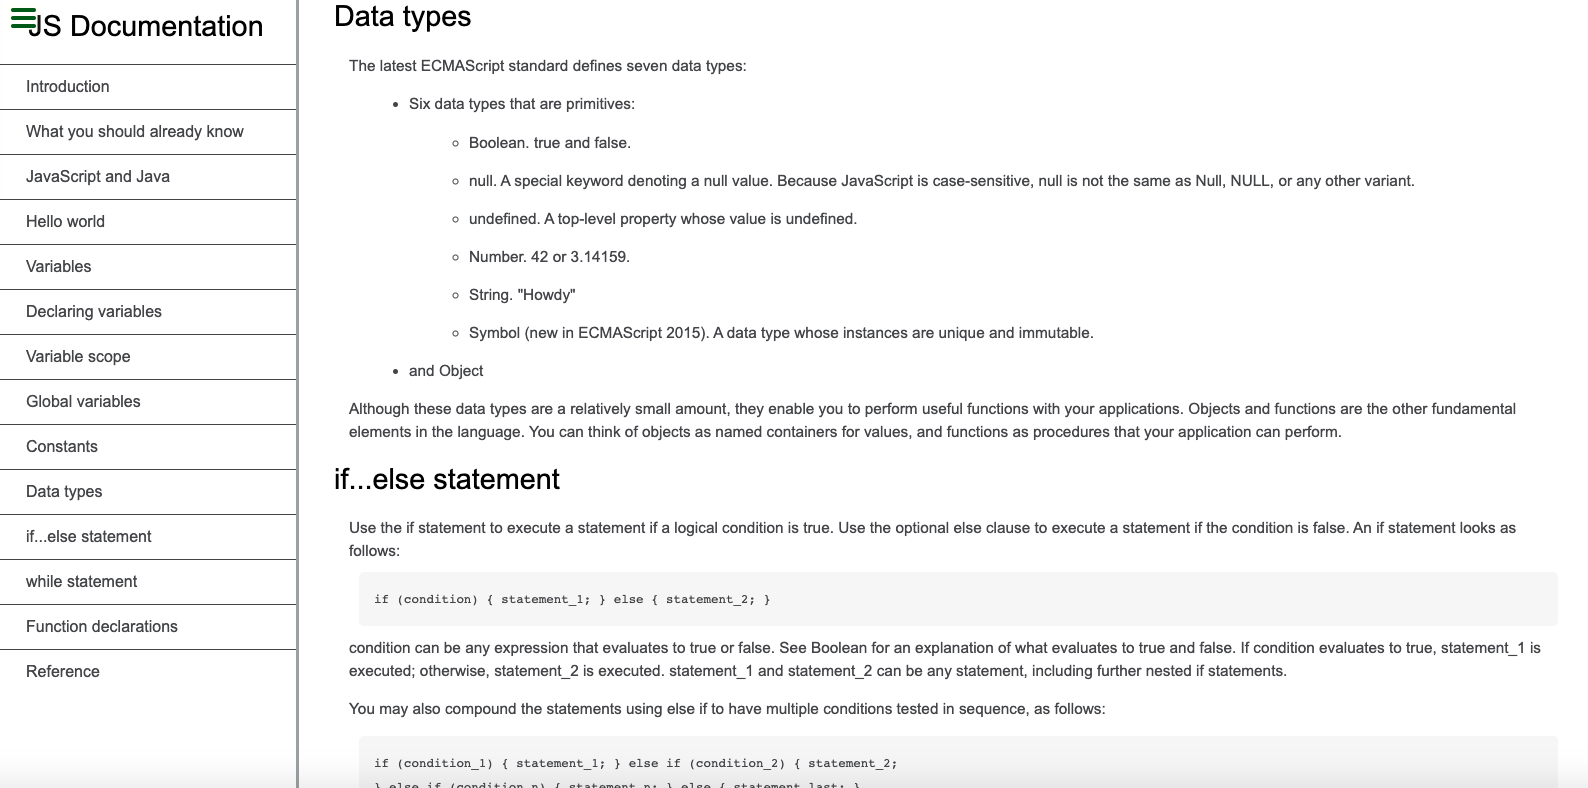 JS Documentation
Introduction
What you should already know
JavaScript and Java
Hello world
Variables
Declaring variables
Variable scope
Global variables
Constants
Data types
if...else statement
while statement
Function declarations
Reference
Data types
The latest ECMAScript standard defines seven data types:
Six data types that are primitives:
Boolean. true and false.
null. A special keyword denoting a null value. Because JavaScript is case-sensitive, null is not the same as Null, NULL, or any other variant.
undefined. A top-level property whose value is undefined.
Number. 42 or 3.14159.
String. "Howdy"
Symbol (new in ECMAScript 2015). A data type whose instances are unique and immutable.
and Object
Although these data types are a relatively small amount, they enable you to perform useful functions with your applications. Objects and functions are the other fundamental
elements in the language. You can think of objects as named containers for values, and functions as procedures that your application can perform.
if...else statement
Use the if statement to execute a statement if a logical condition is true. Use the optional else clause to execute a statement if the condition is false. An if statement looks as
follows:
if (condition) { statement_1; } else { statement_2; }
condition can be any expression that evaluates to true or false. See Boolean for an explanation of what evaluates to true and false. If condition evaluates to true, statement_1 is
executed; otherwise, statement_2 is executed. statement_1 and statement_2 can be any statement, including further nested if statements.
You may also compound the statements using else if to have multiple conditions tested in sequence, as follows:
if (condition_1) { statement_1; } else if (condition_2) { statement_2;
} else if (condition_n) { statement_n; } else { statement_last; }